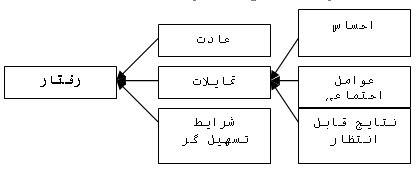 احساس
عادت
رفتار
تمایلات
عوامل
اجتماعی
شرایط
تسهیل گر
نتایج قابل
انتظار